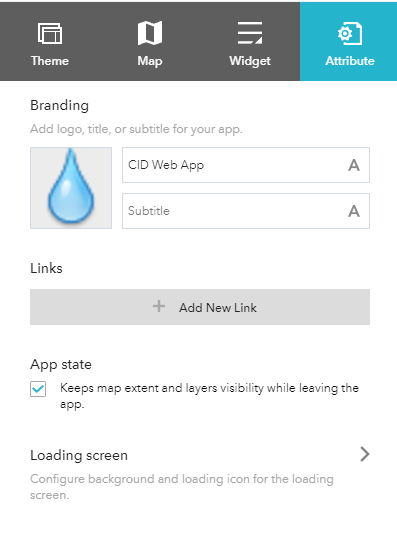 Theme Map Widget Attribute
Branding
Add logo, title, or subtitle for your app.
CID Web App A
Subtitle A
Links
+ Add New Link
App state
Keeps map extent and layers visibility while leaving the
app.
Loading screen
Configure background and loading icon for the loading
screen.